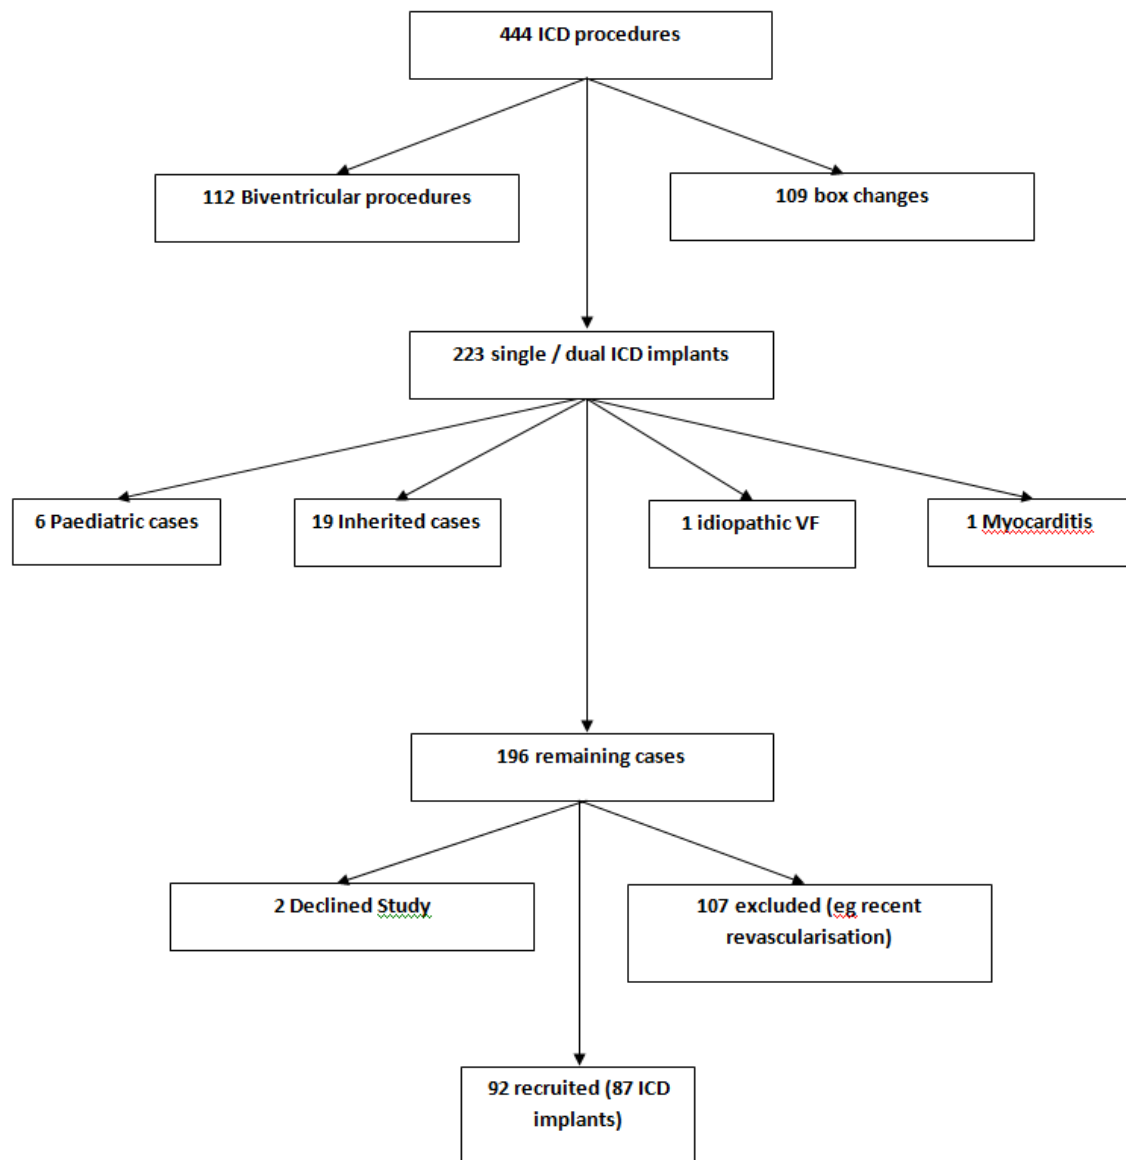 444 ICD procedures
112 Biventricular procedures
109 box changes
223 single / dual ICD implants
6 Paediatric cases
19 Inherited cases
1 idiopathic VF
1 Myocarditis
196 remaining cases
2 Declined Study
107 excluded (eg recent
revascularisation)
92 recruited (87 ICD
implants)